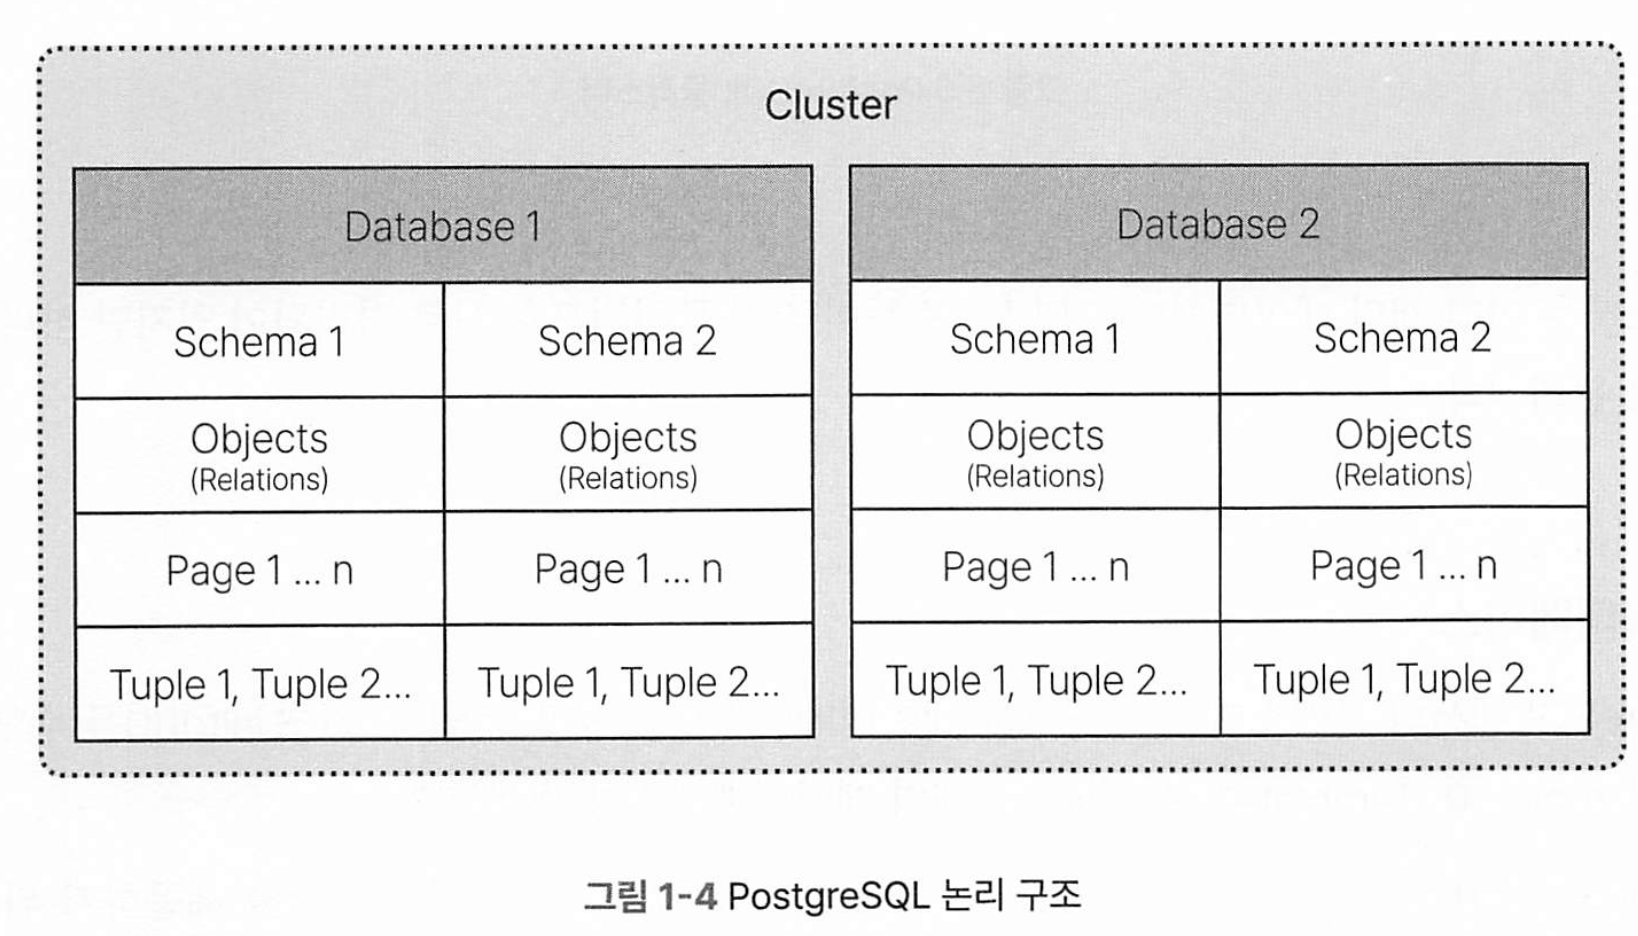 Cluster
Database 1
Database 2
Schema 1
Schema 2
Schema 1
Schema 2
Objects
(Relations)
Objects
(Relations)
Objects
(Relations)
Objects
(Relations)
Page 1 ... n
Page 1 ... n
Page 1 ... n
Page 1 ... n
Tuple 1, Tuple 2...
Tuple 1, Tuple 2...
Tuple 1, Tuple 2...
Tuple 1, Tuple 2...
그림 1-4 PostgreSQL 논리 구조